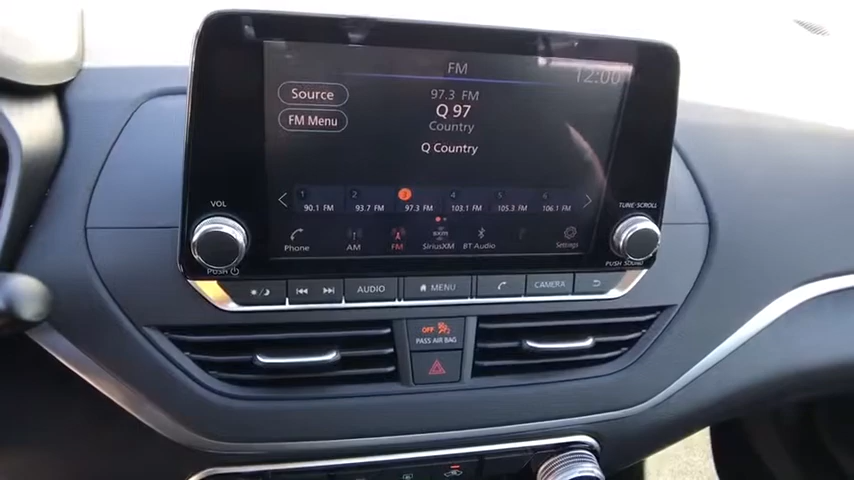 FM
12:00
Source
97.3 FM
Q 97
FM Menu
Country
Q Country
1 2 3 4 5 6
90.1 FM 93.7 FM 97.3 FM 103.1 FM 105.3 FM 106.1 FM
VOL
TUNE·SCROLL
Phone AM FM SiriusXM BT Audio Settings
PUSH
PUSH SOUND
AUDIO MENU CAMERA
OFF
PASS AIR BAG